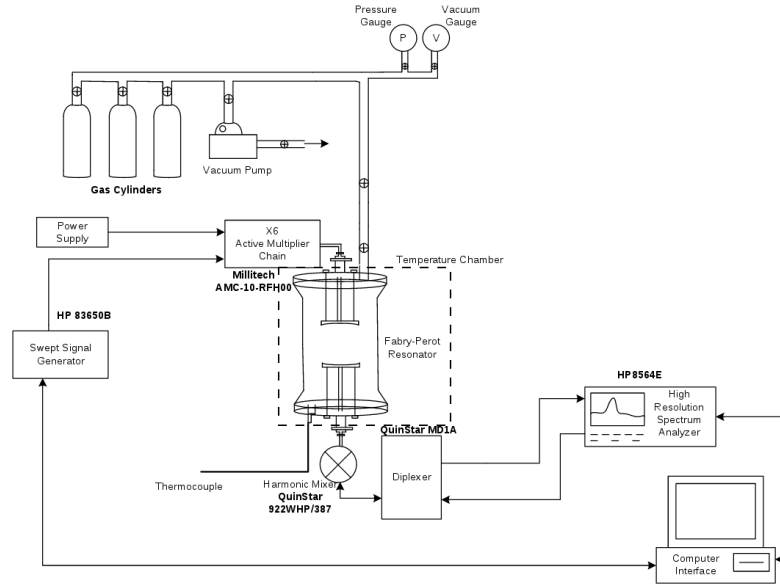 Pressure
Gauge
Vacuum
Gauge
P
V
Gas Cylinders
Vacuum Pump
Power
Supply
X6
Active Multiplier
Chain
Millitech
AMC-10-RFH00
Temperature Chamber
HP 83650B
Swept Signal
Generator
Fabry-Perot
Resonator
HP8564E
High
Resolution
Spectrum
Analyzer
QuinStar MD1A
Diplexer
Thermocouple
Harmonic Mixer
QuinStar
922WHP/387
Computer
Interface